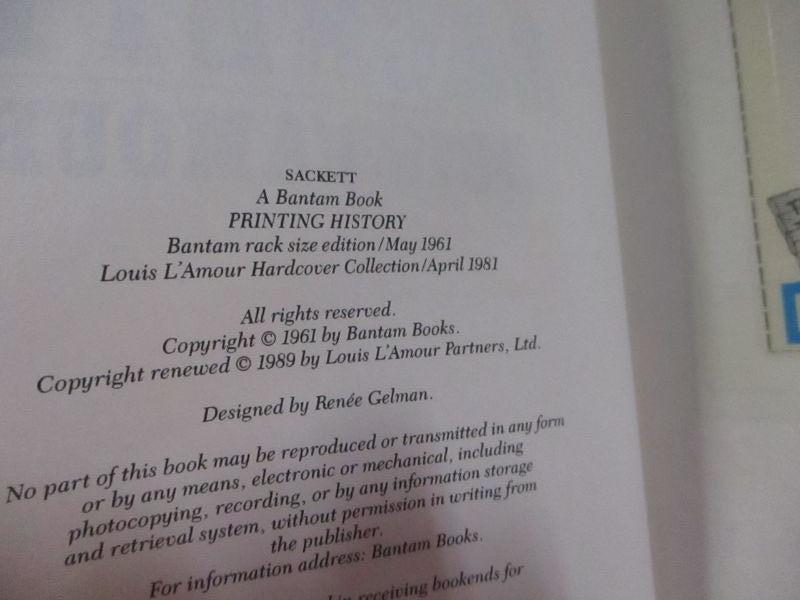 SACKETT
A Bantam Book
PRINTING HISTORY
Bantam rack size edition/May 1961
Louis L'Amour Hardcover Collection/April 1981
All rights reserved.
Copyright © 1961 by Bantam Books.
Copyright renewed © 1989 by Louis L'Amour Partners, Ltd.
Designed by Renée Gelman.
No part of this book may be reproduced or transmitted in any form
or by any means, electronic or mechanical, including
photocopying, recording, or by any information storage
and retrieval system, without permission in writing from
the publisher.
For information address: Bantam Books.
receiving bookends for